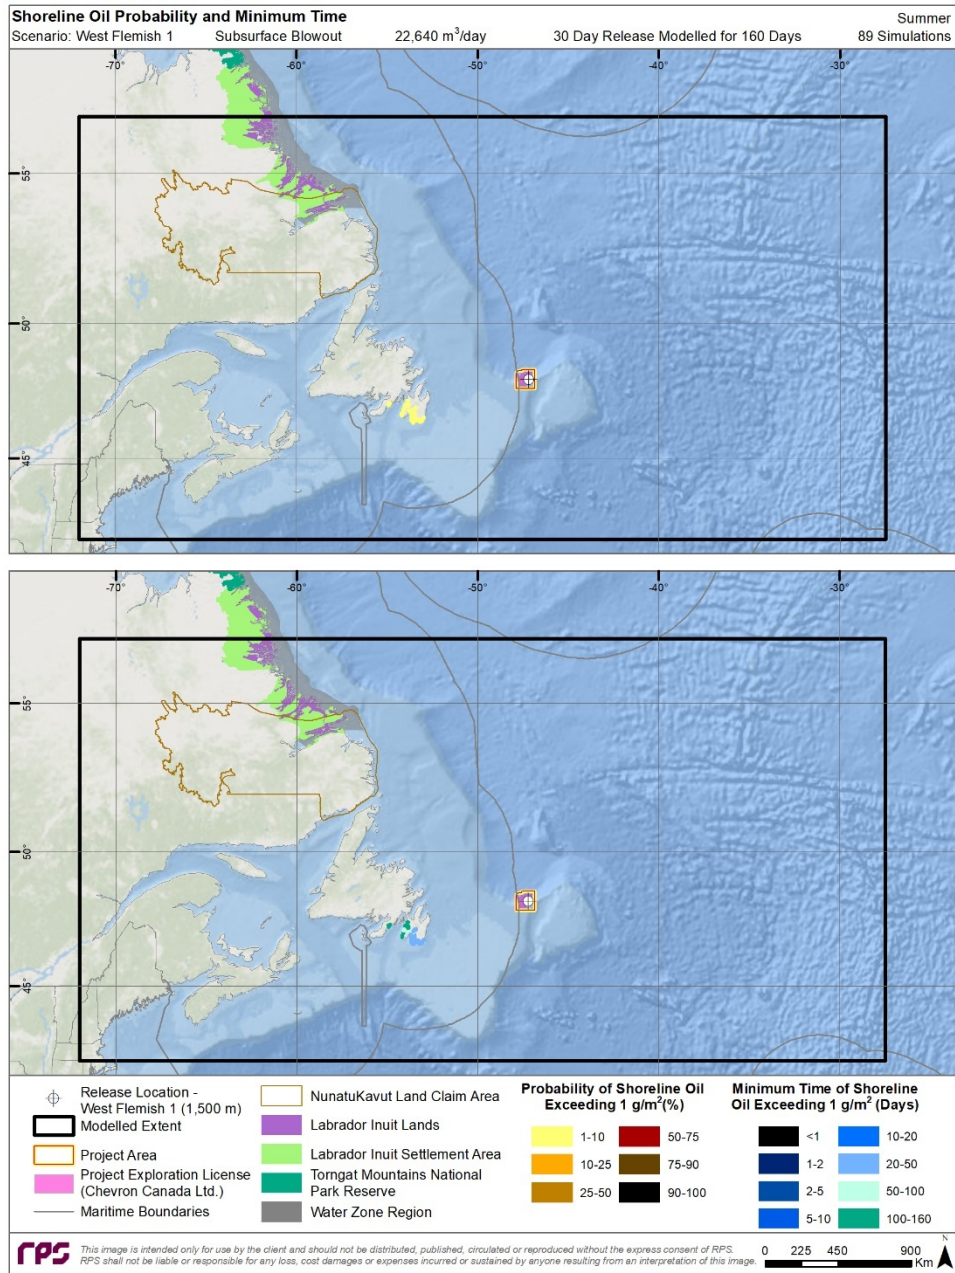 Shoreline Oil Probability and Minimum Time
Summer
Scenario: West Flemish 1 Subsurface Blowout 22,640 m³/day 30 Day Release Modelled for 160 Days 89 Simulations
-70° -60° -50° -40° -30°
55°
50°
45°
-70° -60° -50° -40° -30°
55°
50°
45°
Release Location -
West Flemish 1 (1,500 m)
Modelled Extent
Project Area
Project Exploration License
(Chevron Canada Ltd.)
Maritime Boundaries
NunatuKavut Land Claim Area
Labrador Inuit Lands
Labrador Inuit Settlement Area
Torngat Mountains National
Park Reserve
Water Zone Region
Probability of Shoreline Oil
Exceeding 1 g/m²(%)
1-10
10-25
25-50
50-75
75-90
90-100
Minimum Time of Shoreline
Oil Exceeding 1 g/m² (Days)
<1
1-2
2-5
5-10
10-20
20-50
50-100
100-160
rps
This image is intended only for use by the client and should not be distributed, published, circulated or reproduced without the express consent of RPS.
RPS shall not be liable or responsible for any loss, cost damages or expenses incurred or sustained by anyone resulting from an interpretation of this image.
0 225 450 900
Km
N